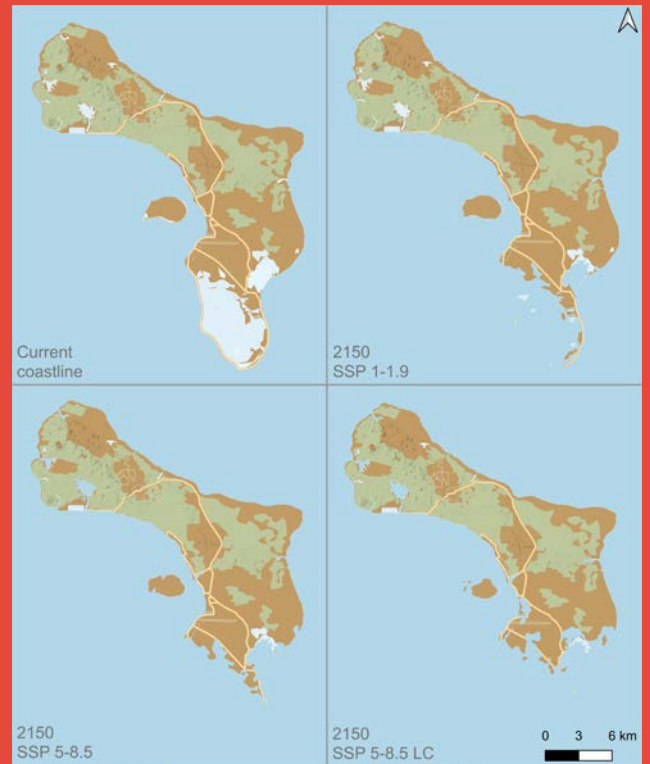 Current
coastline
2150
SSP 1-1.9
2150
SSP 5-8.5
2150
SSP 5-8.5 LC
0 3 6 km